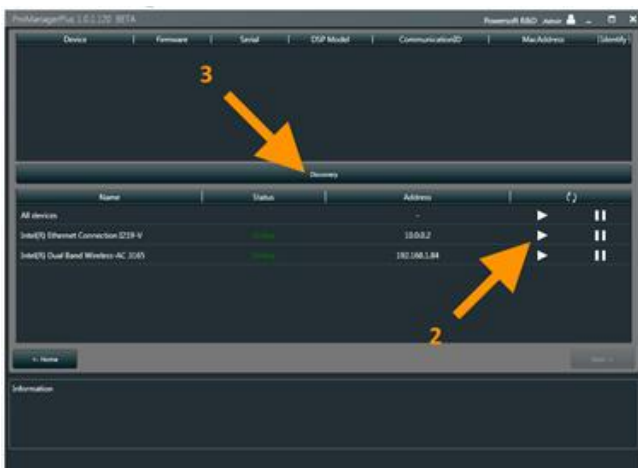 ProManagerPlus 1.0.1.120 BETA
Powersoft R&D
Device Firmware Serial DSP Model CommunicationID MacAddress Identify
3
Discovery
Name Status Address
All devices -
Intel(R) Ethernet Connection I219-V Online 10.0.0.2
Intel(R) Dual Band Wireless-AC 3165 Online 192.168.1.84
2
<- Home
Next ->
Information